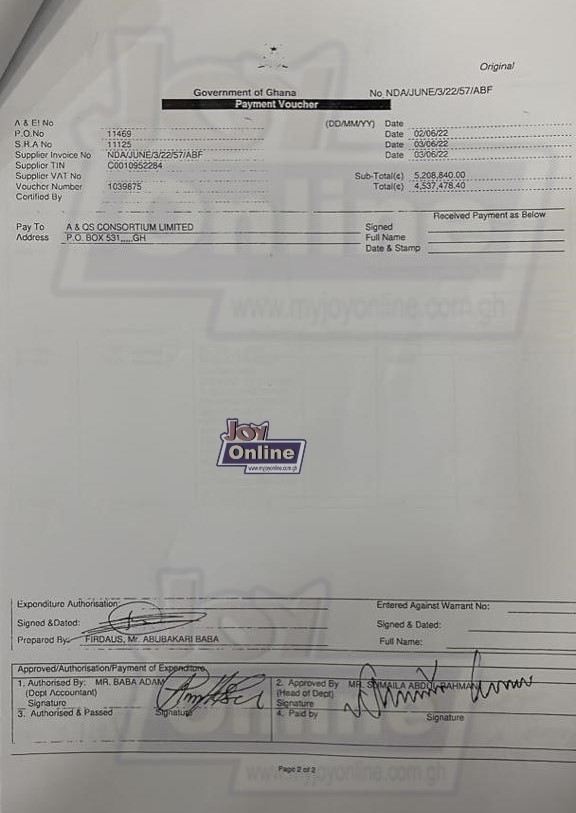 Original
Government of Ghana No NDA/JUNE/3/22/57/ABF
Payment Voucher
A & E! No (DD/MM/YY) Date
P.O.No 11469 Date 02/06/22
S.R.A No 11125 Date 03/06/22
Supplier Invoice No NDA/JUNE/3/22/57/ABF Date 03/06/22
Supplier TIN C0010952284
Supplier VAT No Sub-Total(¢) 5,208,840.00
Voucher Number 1039875 Total(¢) 4,537,478.40
Certified By
Received Payment as Below
Pay To A & QS CONSORTIUM LIMITED Signed
Address P.O. BOX 531,,,,,GH Full Name
Date & Stamp
www.myjoyonline.com.gh
Joy
Online
www.myjoyonline.com.gh
Expenditure Authorisation: Entered Against Warrant No:
Signed &Dated: Signed & Dated:
Prepared By: FIRDAUS, Mr. ABUBAKARI BABA Full Name:
Approved/Authorisation/Payment of Expenditure
1. Authorised By: MR. BABA ADAM 2. Approved By MR. SUMAILA ABDUL-RAHMAN
(Dept Accountant) (Head of Dept)
Signature Signature
3. Authorised & Passed Signature 4. Paid by Signature
Page 2 of 2
www.myjoyonline.com.gh